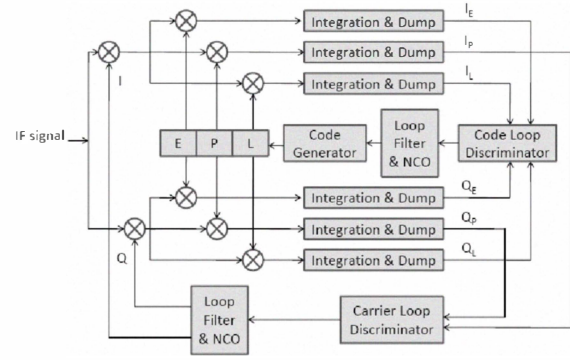 I_E
Integration & Dump
I_P
Integration & Dump
I
I_L
Integration & Dump
IF signal
E P L
Code
Generator
Loop
Filter
& NCO
Code Loop
Discriminator
Q_E
Integration & Dump
Q_P
Integration & Dump
Q
Q_L
Integration & Dump
Loop
Filter
& NCO
Carrier Loop
Discriminator